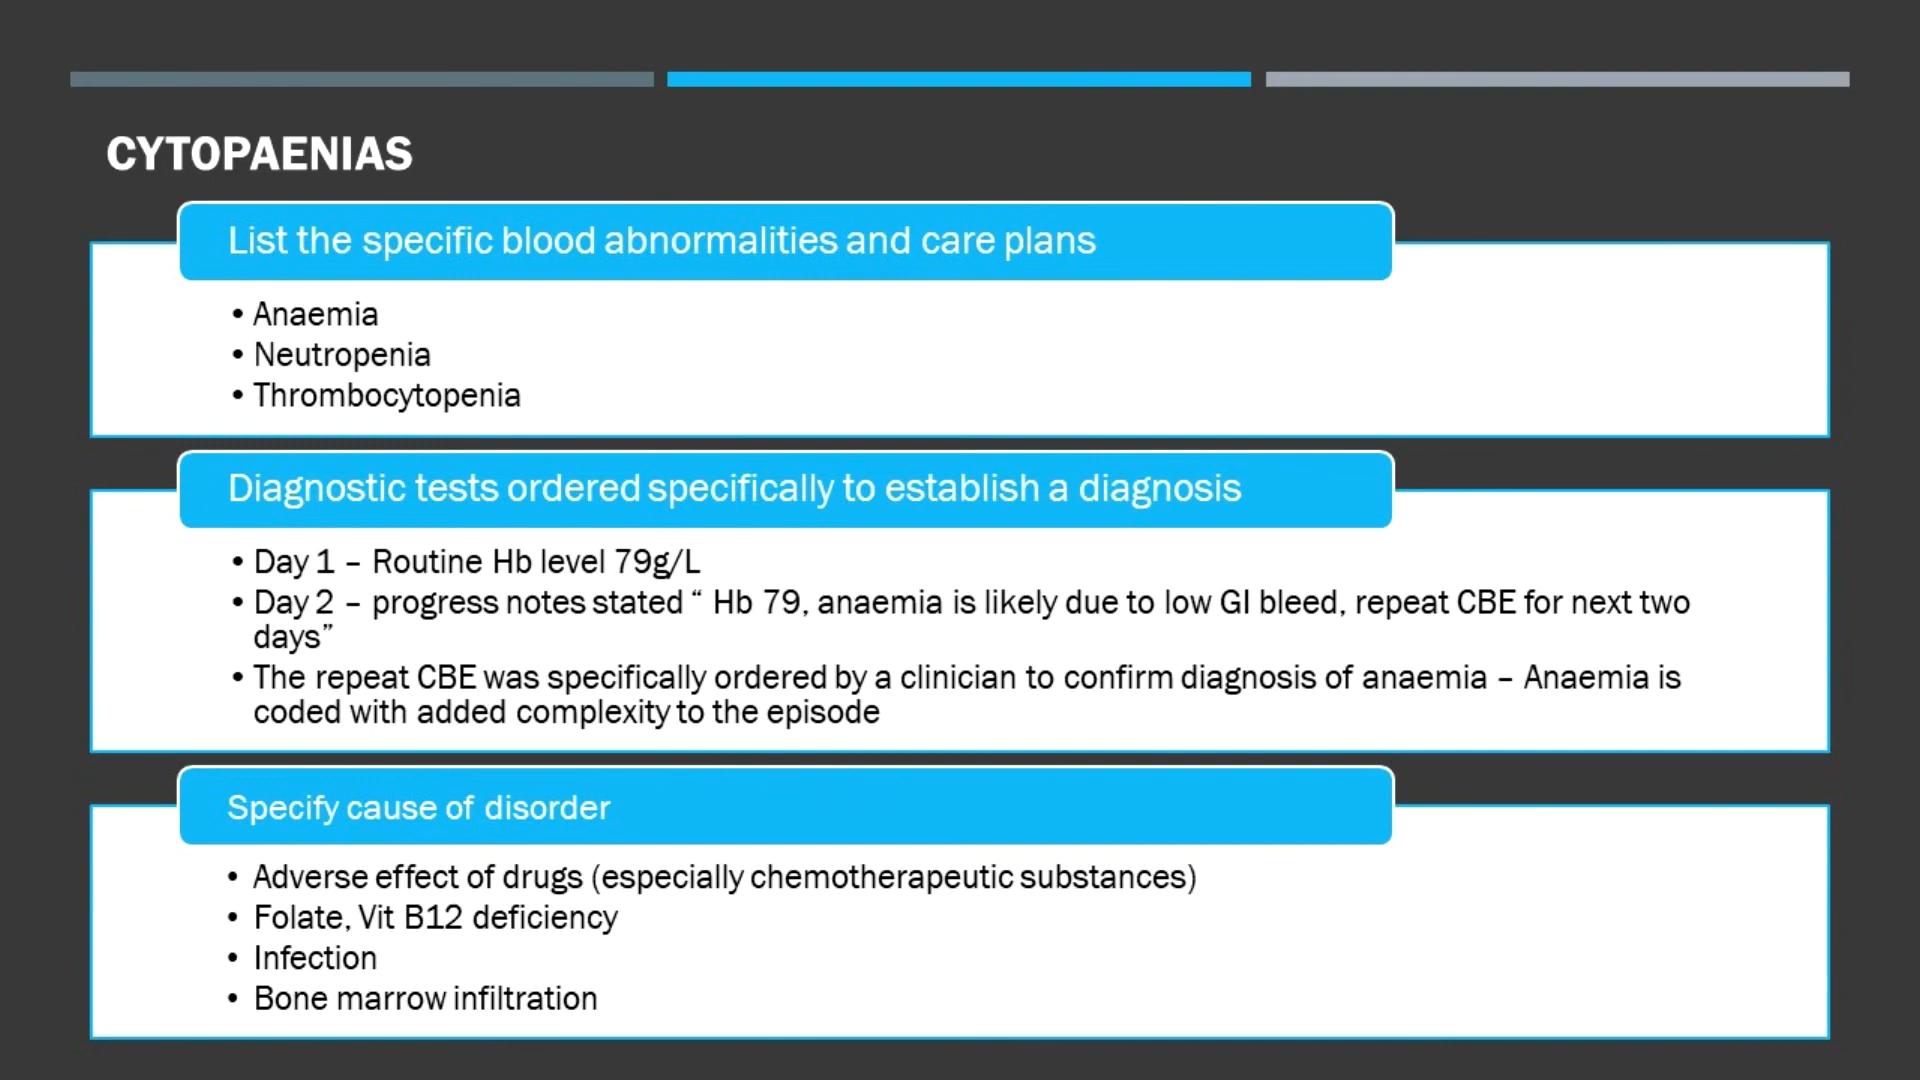 CYTOPAENIAS
List the specific blood abnormalities and care plans
• Anaemia
• Neutropenia
• Thrombocytopenia
Diagnostic tests ordered specifically to establish a diagnosis
• Day 1 – Routine Hb level 79g/L
• Day 2 – progress notes stated “ Hb 79, anaemia is likely due to low GI bleed, repeat CBE for next two
days”
• The repeat CBE was specifically ordered by a clinician to confirm diagnosis of anaemia – Anaemia is
coded with added complexity to the episode
Specify cause of disorder
• Adverse effect of drugs (especially chemotherapeutic substances)
• Folate, Vit B12 deficiency
• Infection
• Bone marrow infiltration